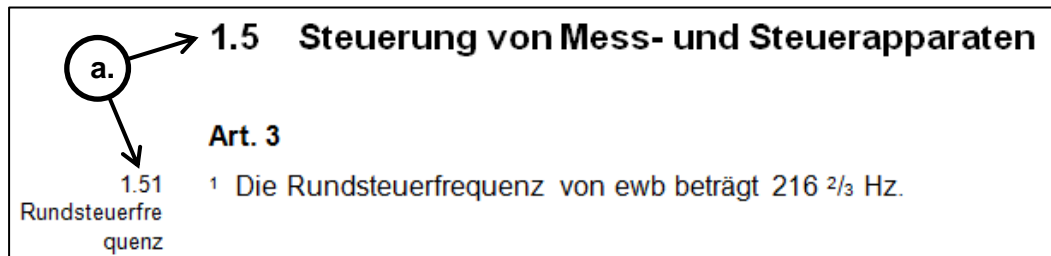 1.5 Steuerung von Mess- und Steuerapparaten
a.
Art. 3
1.51
Rundsteuerfre
quenz
¹ Die Rundsteuerfrequenz von ewb beträgt 216 ²/₃ Hz.